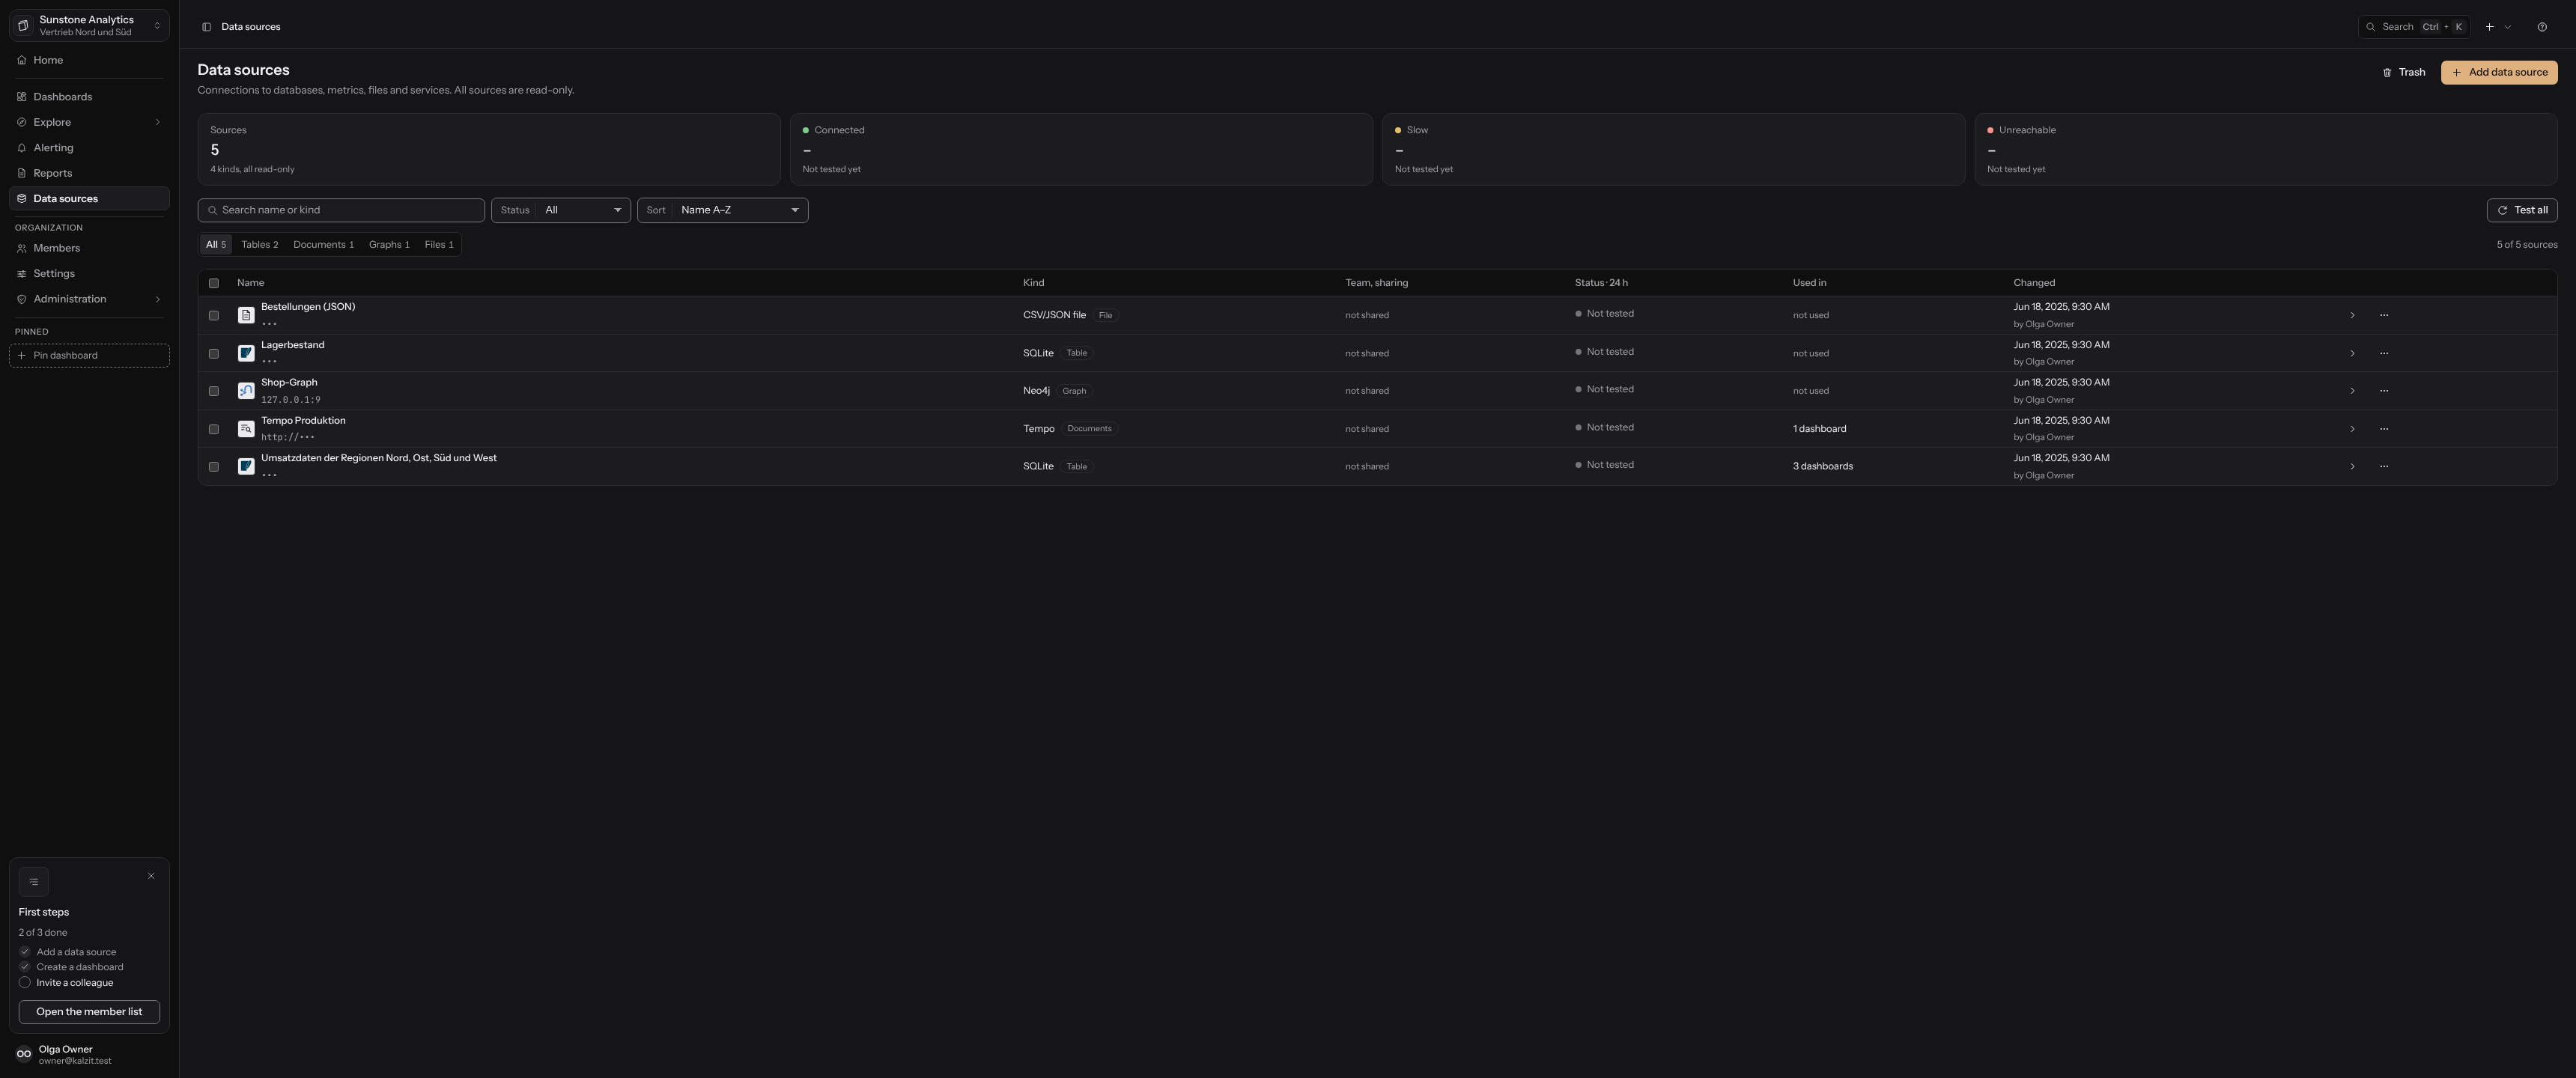 Sunstone Analytics
Vertrieb Nord und Süd
Home
Dashboards
Explore
Alerting
Reports
Data sources
ORGANIZATION
Members
Settings
Administration
PINNED
Pin dashboard
First steps
2 of 3 done
Add a data source
Create a dashboard
Invite a colleague
Open the member list
OO
Olga Owner
owner@kalzit.test
Data sources
Search Ctrl + K
Data sources
Connections to databases, metrics, files and services. All sources are read-only.
Trash
Add data source
Sources
5
4 kinds, all read-only
Connected
–
Not tested yet
Slow
–
Not tested yet
Unreachable
–
Not tested yet
Search name or kind
Status All
Sort Name A–Z
Test all
All 5 Tables 2 Documents 1 Graphs 1 Files 1
5 of 5 sources
Name Kind Team, sharing Status · 24 h Used in Changed
Bestellungen (JSON)
•••
CSV/JSON file File not shared Not tested not used
Jun 18, 2025, 9:30 AM
by Olga Owner
Lagerbestand
•••
SQLite Table not shared Not tested not used
Jun 18, 2025, 9:30 AM
by Olga Owner
Shop-Graph
127.0.0.1:9
Neo4j Graph not shared Not tested not used
Jun 18, 2025, 9:30 AM
by Olga Owner
Tempo Produktion
http://•••
Tempo Documents not shared Not tested 1 dashboard
Jun 18, 2025, 9:30 AM
by Olga Owner
Umsatzdaten der Regionen Nord, Ost, Süd und West
•••
SQLite Table not shared Not tested 3 dashboards
Jun 18, 2025, 9:30 AM
by Olga Owner